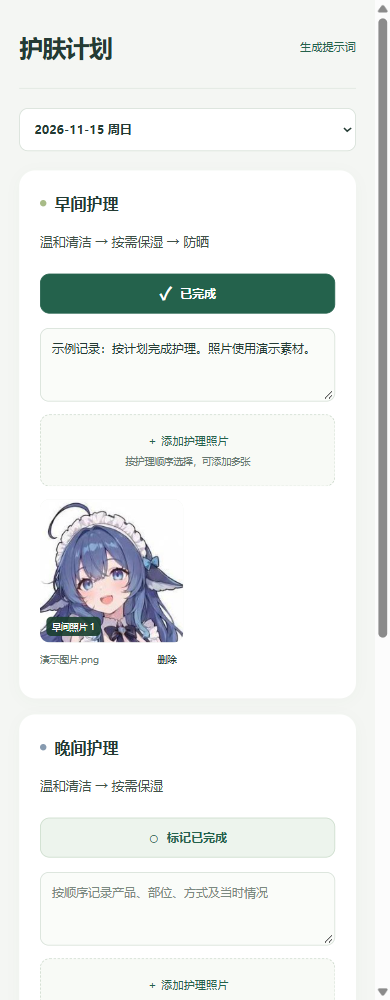 护肤计划
生成提示词
2026-11-15 周日
早间护理
温和清洁 → 按需保湿 → 防晒
✓ 已完成
示例记录：按计划完成护理。照片使用演示素材。
+ 添加护理照片
按护理顺序选择，可添加多张
早间照片 1
演示图片.png
删除
晚间护理
温和清洁 → 按需保湿
○ 标记已完成
按顺序记录产品、部位、方式及当时情况
+ 添加护理照片